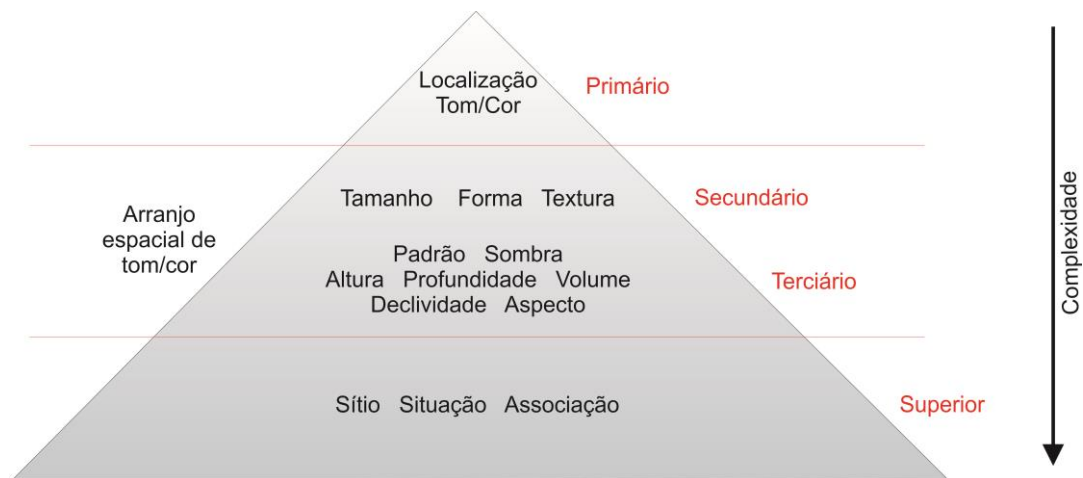 Localização
Tom/Cor
Primário
Tamanho Forma Textura
Secundário
Arranjo
espacial de
tom/cor
Padrão Sombra
Altura Profundidade Volume
Declividade Aspecto
Terciário
Sítio Situação Associação
Superior
Complexidade